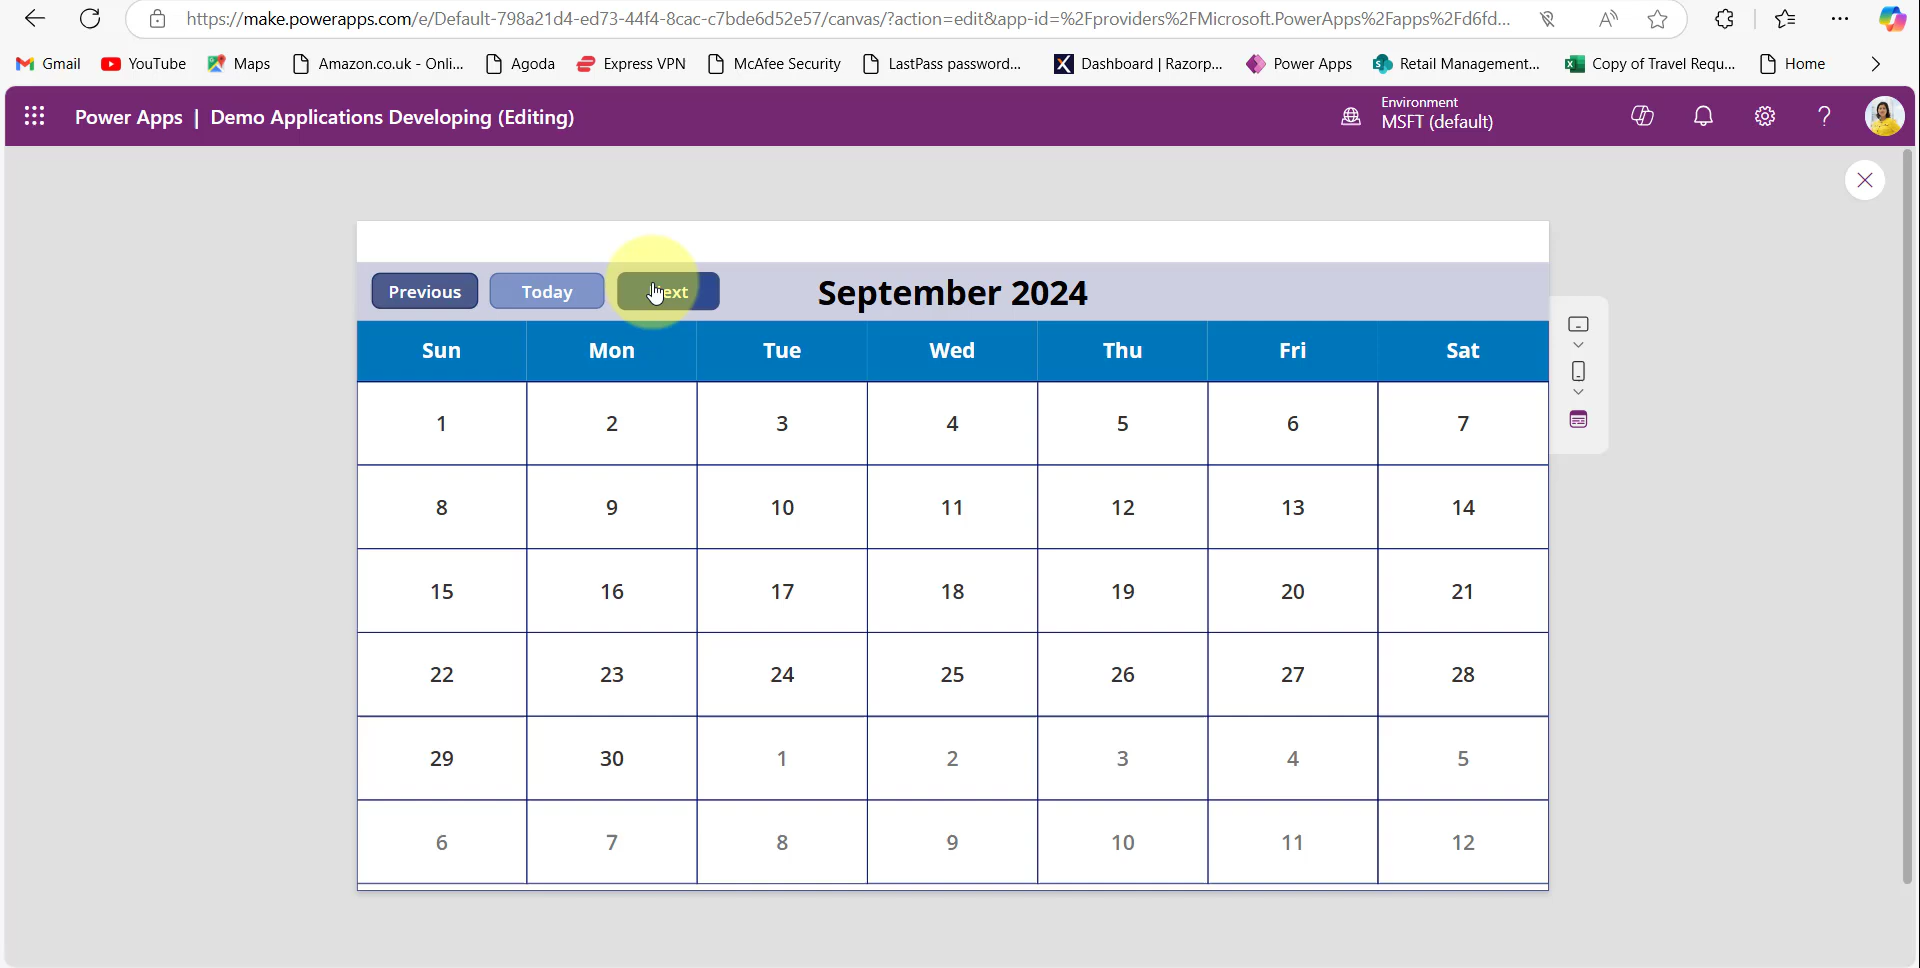 https://make.powerapps.com/e/Default-798a21d4-ed73-44f4-8cac-c7bde6d52e57/canvas/?action=edit&app-id=%2Fproviders%2FMicrosoft.PowerApps%2Fapps%2Fd6fd...
Gmail YouTube Maps Amazon.co.uk - Onli... Agoda Express VPN McAfee Security LastPass password... Dashboard | Razorp... Power Apps Retail Management... Copy of Travel Requ... Home
Power Apps | Demo Applications Developing (Editing)
Environment
MSFT (default)
Previous Today September 2024
Sun Mon Tue Wed Thu Fri Sat
1 2 3 4 5 6 7
8 9 10 11 12 13 14
15 16 17 18 19 20 21
22 23 24 25 26 27 28
29 30 1 2 3 4 5
6 7 8 9 10 11 12